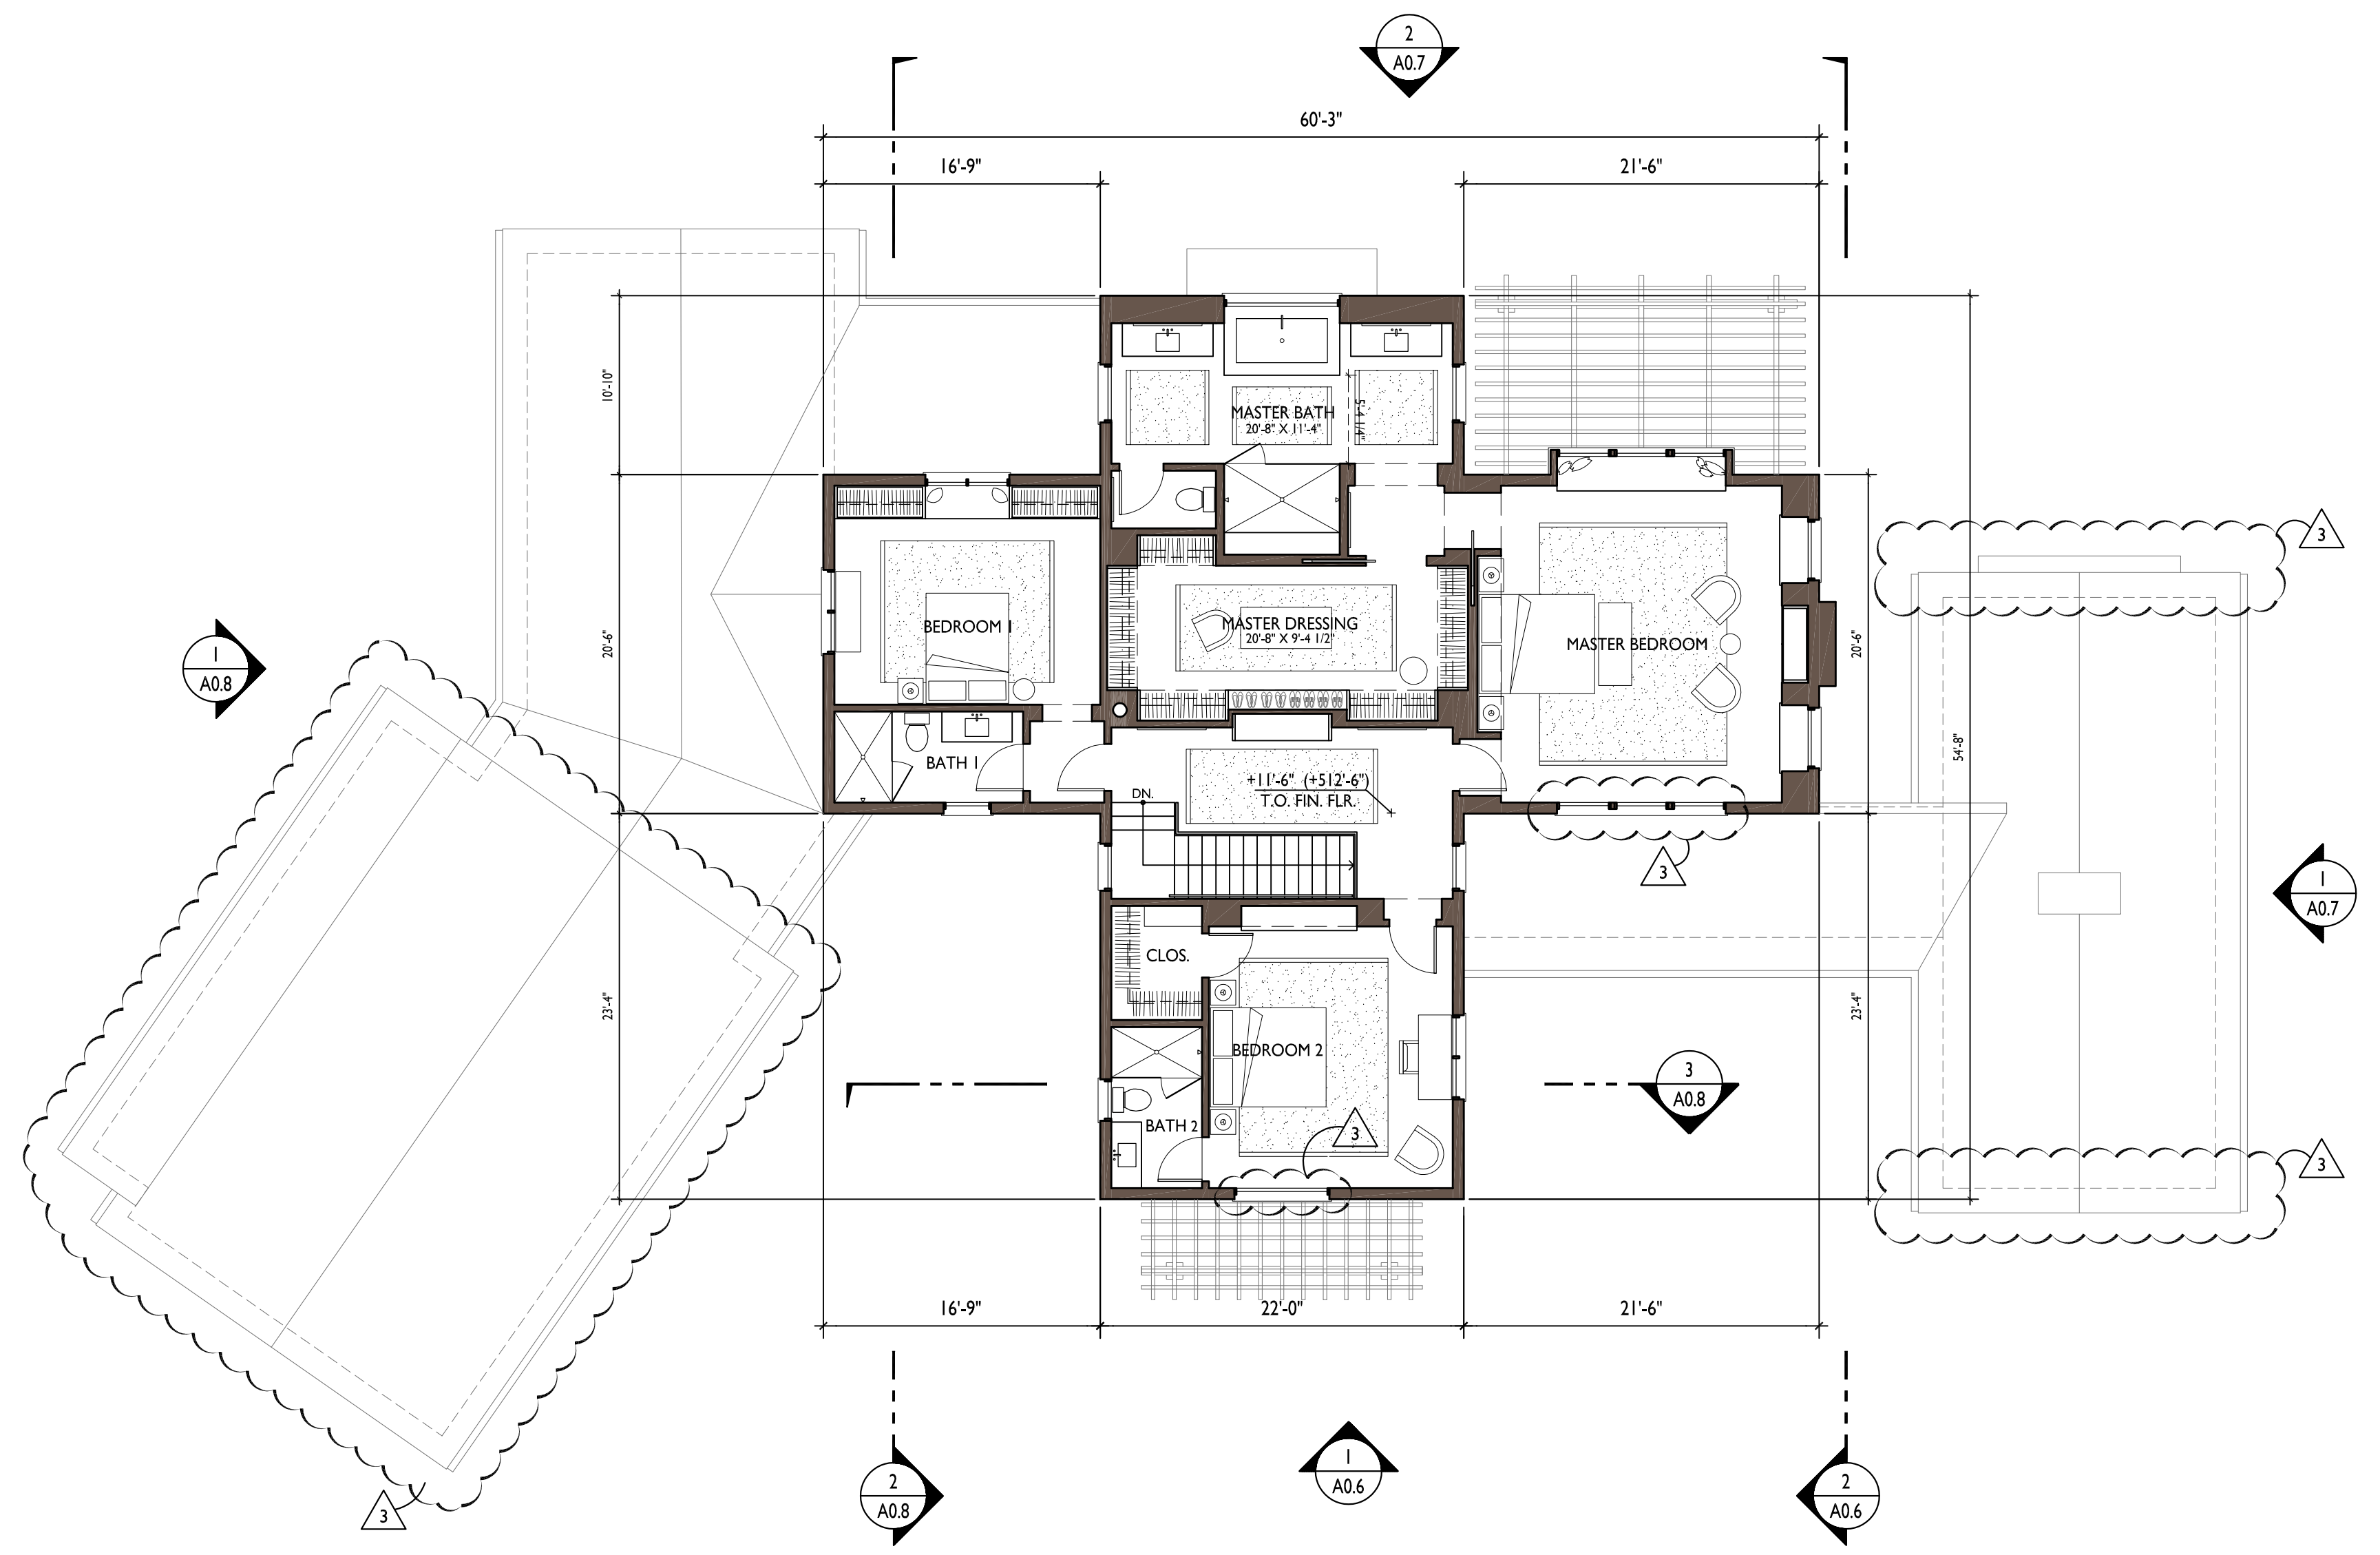 2
A0.7
60'-3"
16'-9"
21'-6"
10'-10"
MASTER BATH
20'-8" X 11'-4"
5'-4 1/4"
3
1
A0.8
20'-6"
BEDROOM 1
MASTER DRESSING
20'-8" X 9'-4 1/2"
MASTER BEDROOM
20'-6"
54'-8"
BATH 1
DN.
+11'-6" (+512'-6")
T.O. FIN. FLR.
3
1
A0.7
CLOS.
23'-4"
23'-4"
BEDROOM 2
3
A0.8
BATH 2
3
3
16'-9"
22'-0"
21'-6"
3
2
A0.8
1
A0.6
2
A0.6